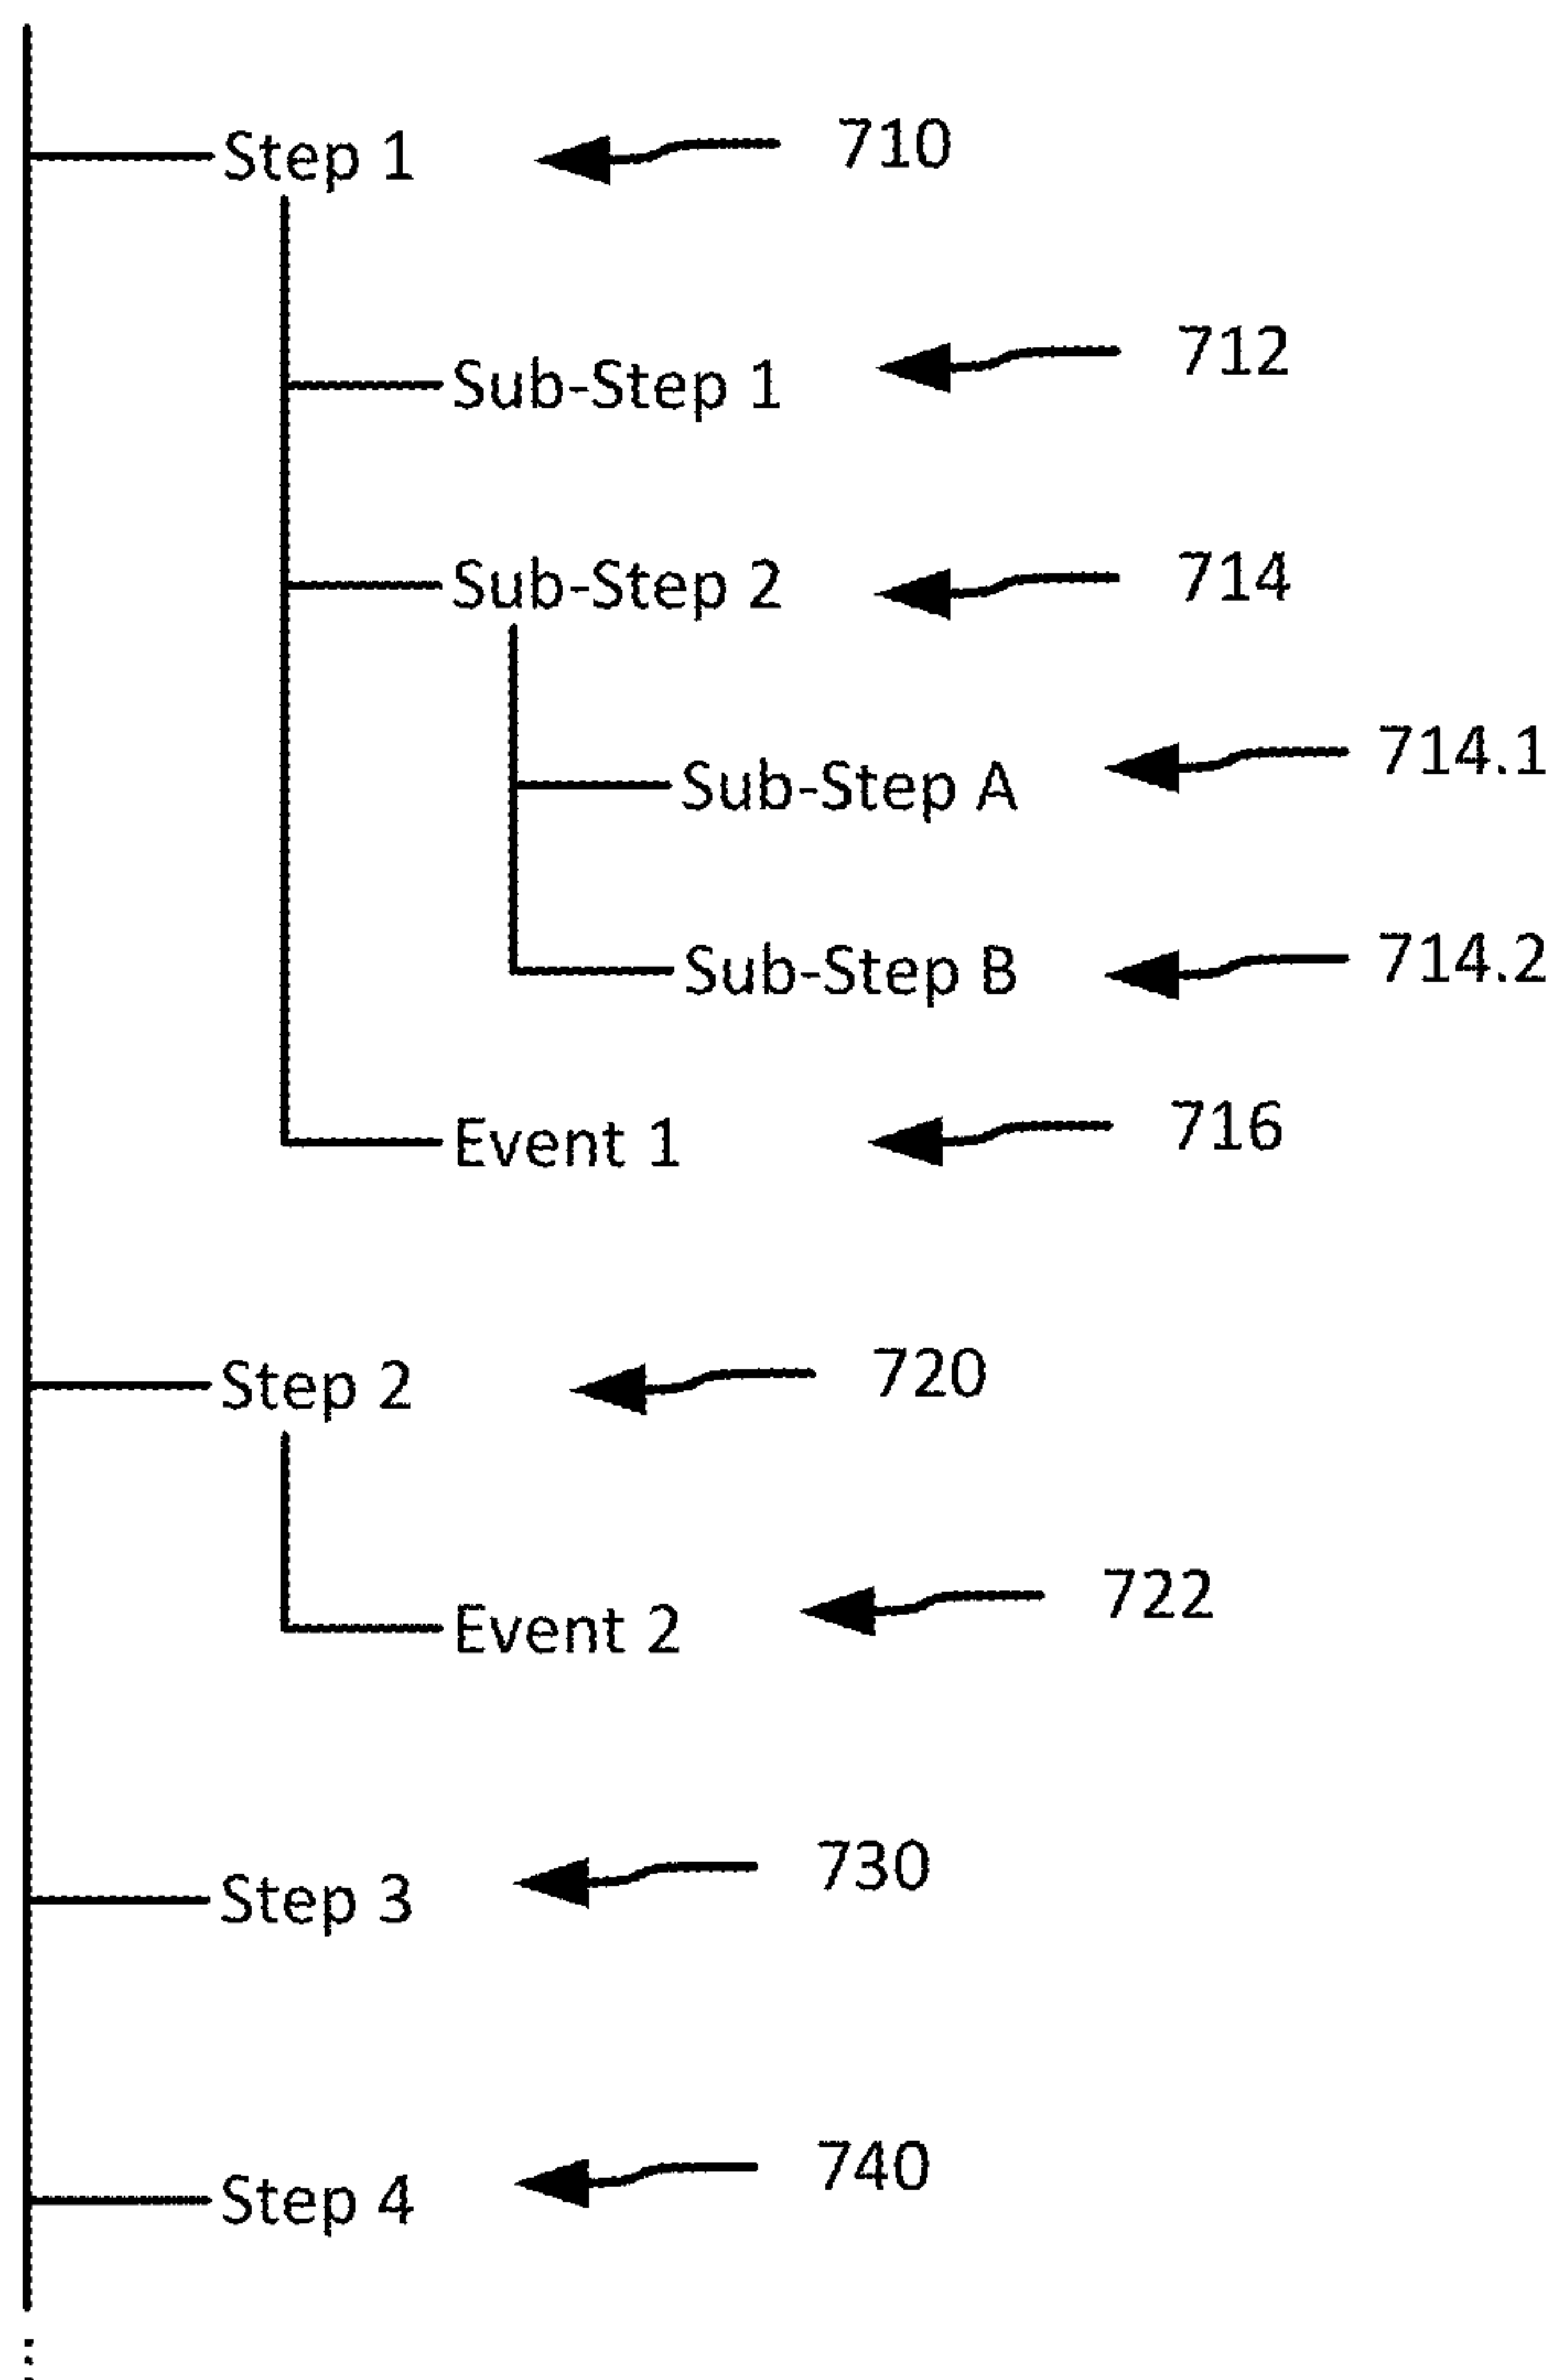 Step 1 710
Sub-Step 1 712
Sub-Step 2 714
Sub-Step A 714.1
Sub-Step B 714.2
Event 1 716
Step 2 720
Event 2 722
Step 3 730
Step 4 740